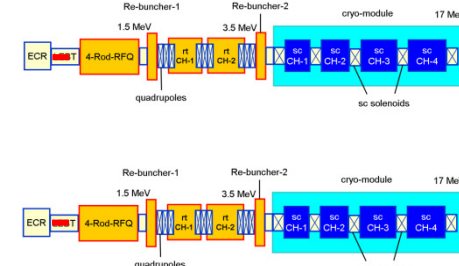 Re-buncher-1
Re-buncher-2
cryo-module
1.5 MeV
3.5 MeV
17 Me
ECR
4-Rod-RFQ
rt
CH-1
rt
CH-2
sc
CH-1
sc
CH-2
sc
CH-3
sc
CH-4
quadrupoles
sc solenoids
Re-buncher-1
Re-buncher-2
cryo-module
1.5 MeV
3.5 MeV
17 Me
ECR
4-Rod-RFQ
rt
CH-1
rt
CH-2
sc
CH-1
sc
CH-2
sc
CH-3
sc
CH-4
quadrupoles